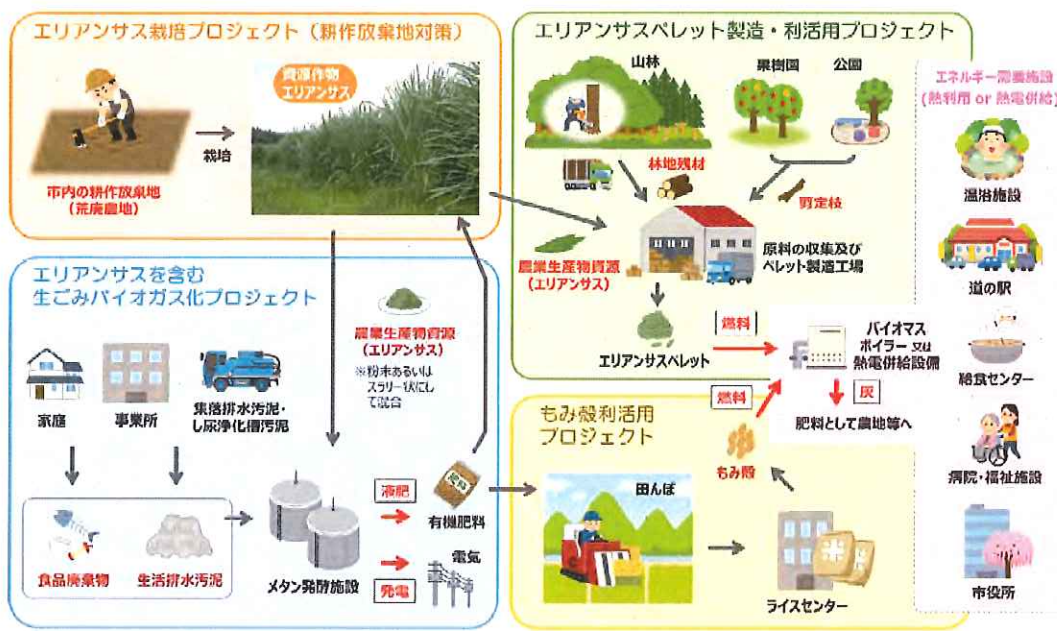 エリアンサス栽培プロジェクト（耕作放棄地対策）
資源作物
エリアンサス
栽培
市内の耕作放棄地
（荒廃農地）
エリアンサスペレット製造・利活用プロジェクト
山林
果樹園
公園
林地残材
剪定枝
農業生産物資源
（エリアンサス）
原料の収集及び
ペレット製造工場
エリアンサスペレット
燃料
バイオマス
ボイラー 又は
熱電併給設備
燃料
灰
肥料として農地等へ
エネルギー需要施設
（熱利用 or 熱電併給）
温浴施設
道の駅
給食センター
病院・福祉施設
市役所
エリアンサスを含む
生ごみバイオガス化プロジェクト
農業生産物資源
（エリアンサス）
※粉末あるいは
スラリー状にし
て混合
家庭
事業所
集落排水汚泥・
し尿浄化槽汚泥
食品廃棄物
生活排水汚泥
メタン発酵施設
液肥
肥料
有機肥料
発電
電気
もみ殻利活用
プロジェクト
もみ殻
田んぼ
ライスセンター